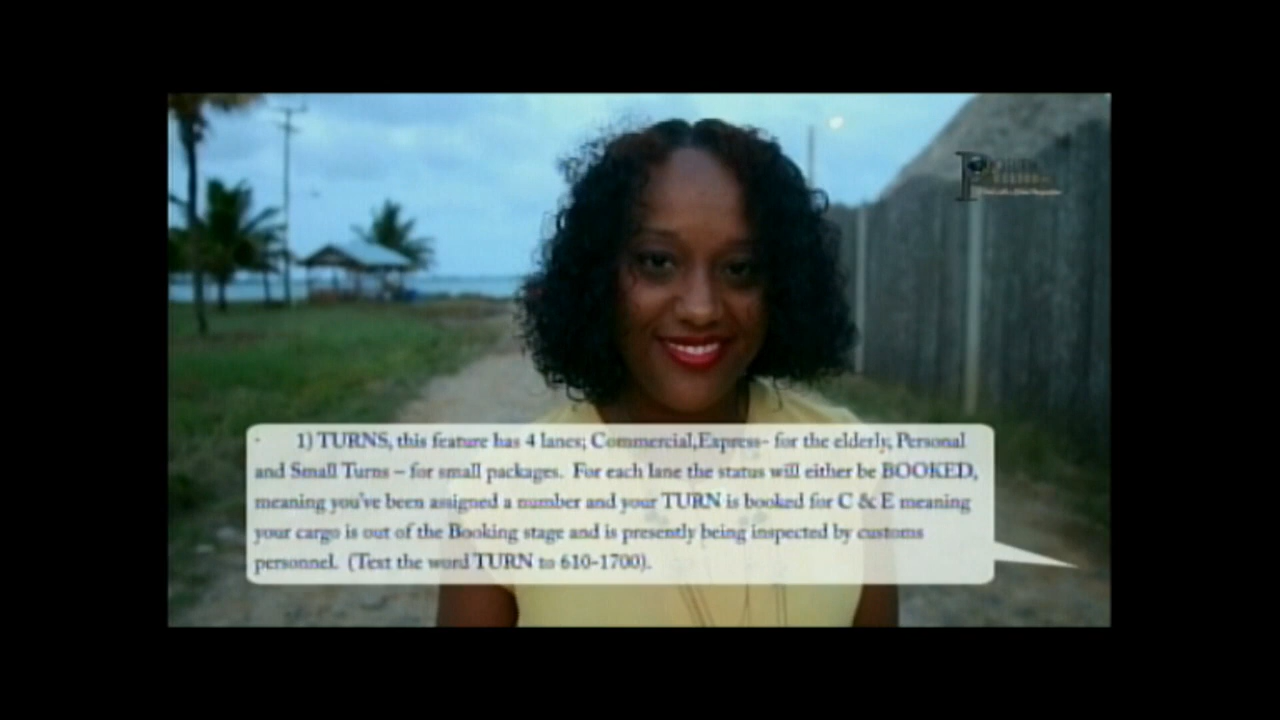 1) TURNS, this feature has 4 lanes; Commercial,Express- for the elderly, Personal
and Small Turns – for small packages. For each lane the status will either be BOOKED,
meaning you've been assigned a number and your TURN is booked for C & E meaning
your cargo is out of the Booking stage and is presently being inspected by customs
personnel. (Text the word TURN to 610-1700).